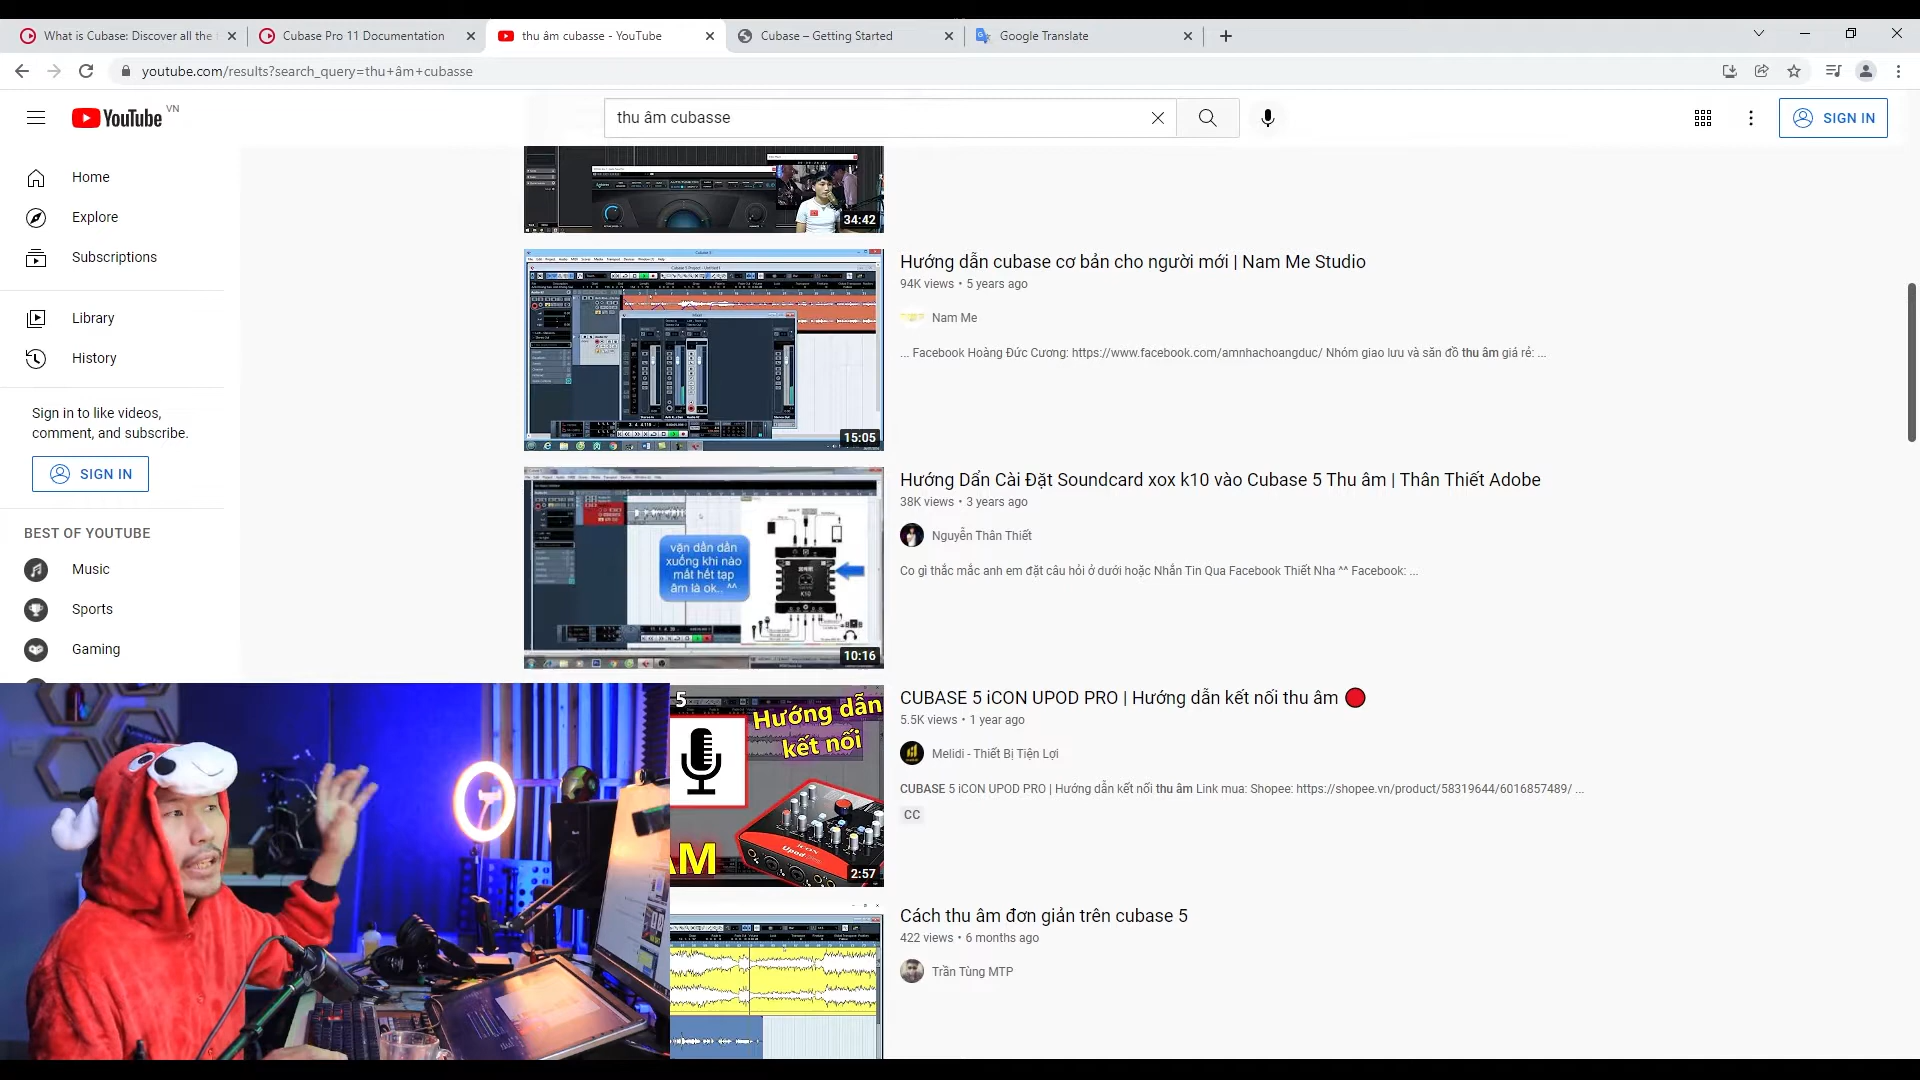 What is Cubase: Discover all the
Cubase Pro 11 Documentation
thu âm cubasse - YouTube
Cubase – Getting Started
Google Translate
youtube.com/results?search_query=thu+âm+cubasse
YouTube VN
thu âm cubasse
SIGN IN
Home
Explore
Subscriptions
Library
History
Sign in to like videos,
comment, and subscribe.
SIGN IN
BEST OF YOUTUBE
Music
Sports
Gaming
34:42
15:05
Hướng dẫn cubase cơ bản cho người mới | Nam Me Studio
94K views • 5 years ago
Nam Me
... Facebook Hoàng Đức Cương: https://www.facebook.com/amnhachoangduc/ Nhóm giao lưu và săn đồ thu âm giá rẻ: ...
vặn dần dần
xuống khi nào
mất hết tạp
âm là ok.. ^^
K10
10:16
Hướng Dẩn Cài Đặt Soundcard xox k10 vào Cubase 5 Thu âm | Thân Thiết Adobe
38K views • 3 years ago
Nguyễn Thân Thiết
Co gì thắc mắc anh em đặt câu hỏi ở dưới hoặc Nhắn Tin Qua Facebook Thiết Nha ^^ Facebook: ...
5
Hướng dẫn
kết nối
iCON
Upod
AM
2:57
CUBASE 5 iCON UPOD PRO | Hướng dẫn kết nối thu âm
5.5K views • 1 year ago
Melidi - Thiết Bị Tiện Lợi
CUBASE 5 iCON UPOD PRO | Hướng dẫn kết nối thu âm Link mua: Shopee: https://shopee.vn/product/58319644/6016857489/ ...
CC
Cách thu âm đơn giản trên cubase 5
422 views • 6 months ago
Trần Tùng MTP